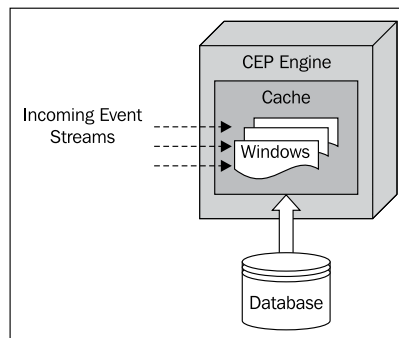 CEP Engine
Cache
Incoming Event
Streams
Windows
Database